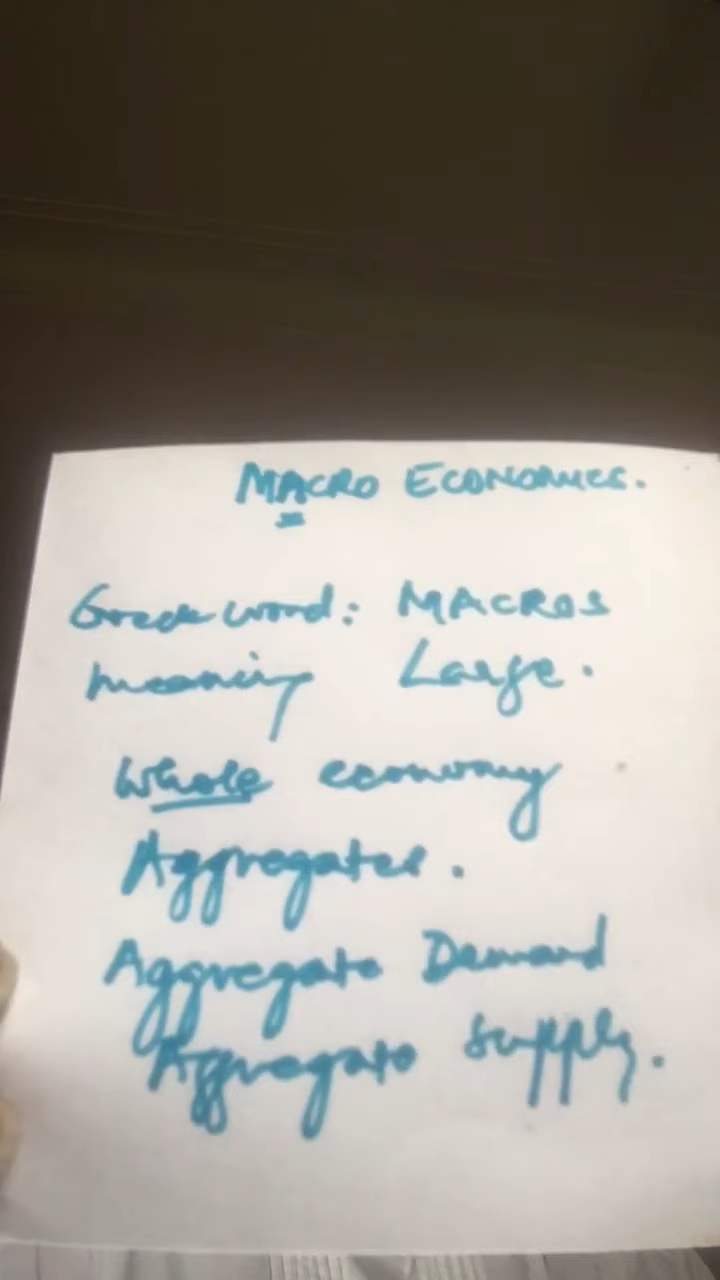 MACRO ECONOMICS.
Greek word: MACROS
meaning Large.
Whole economy
Aggregates.
Aggregate Demand
Aggregate Supply.